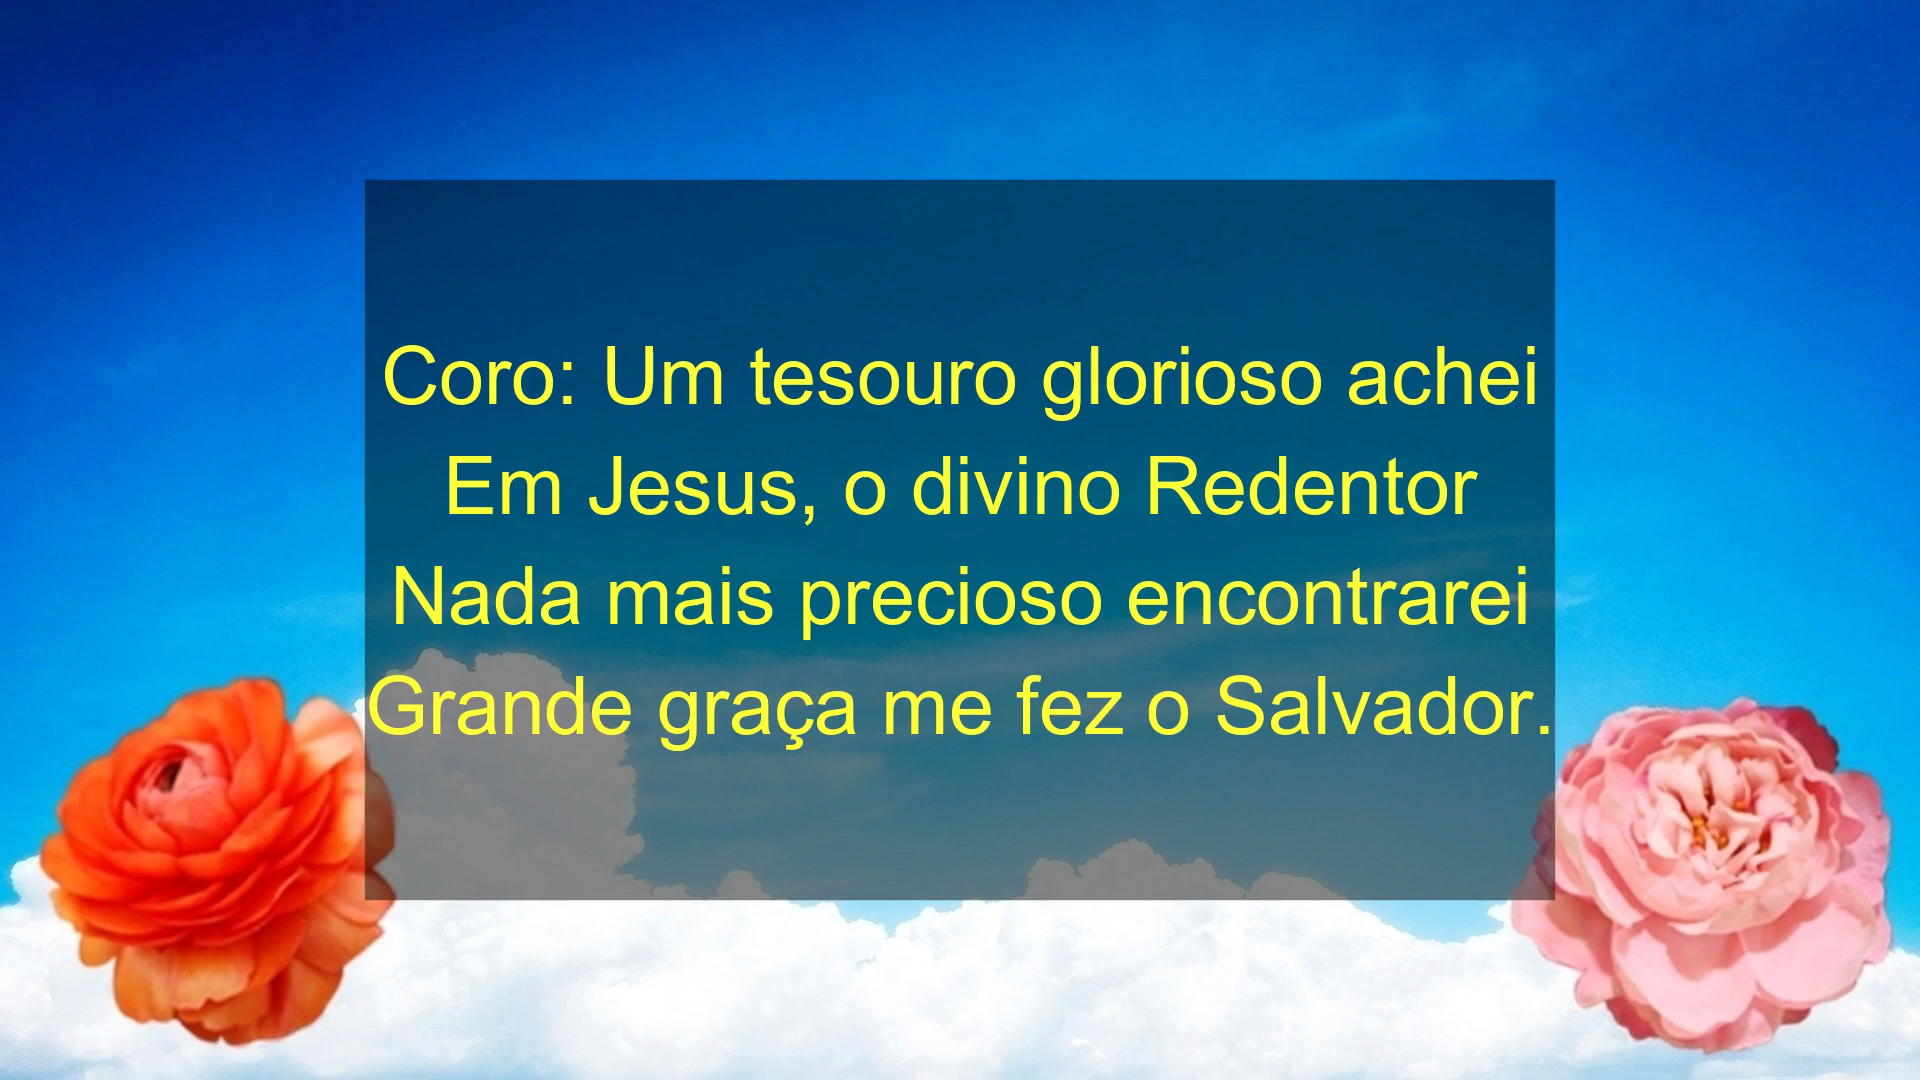 Coro: Um tesouro glorioso achei
Em Jesus, o divino Redentor
Nada mais precioso encontrarei
Grande graça me fez o Salvador.